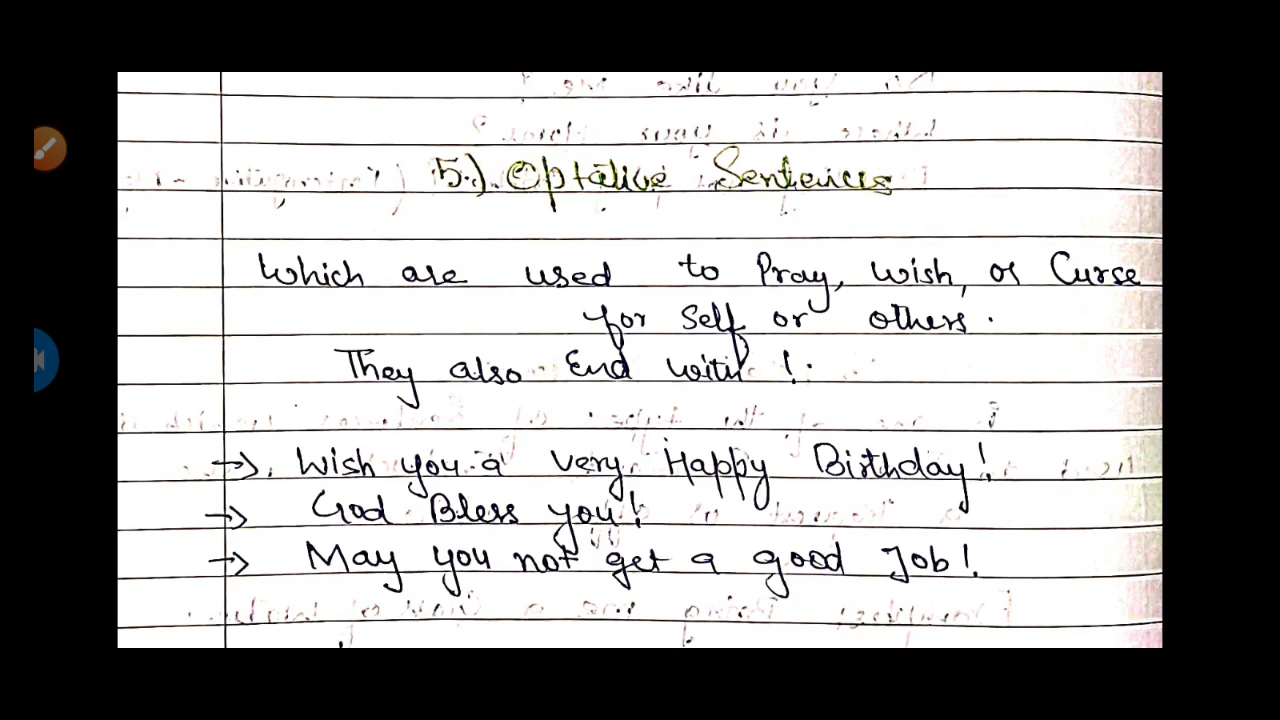 5.) Optative Sentences
Which are used to Pray, wish, or Curse
for Self or others.
They also End with !.
→ Wish you a very Happy Birthday!
→ God Bless you!
→ May you not get a good Job!